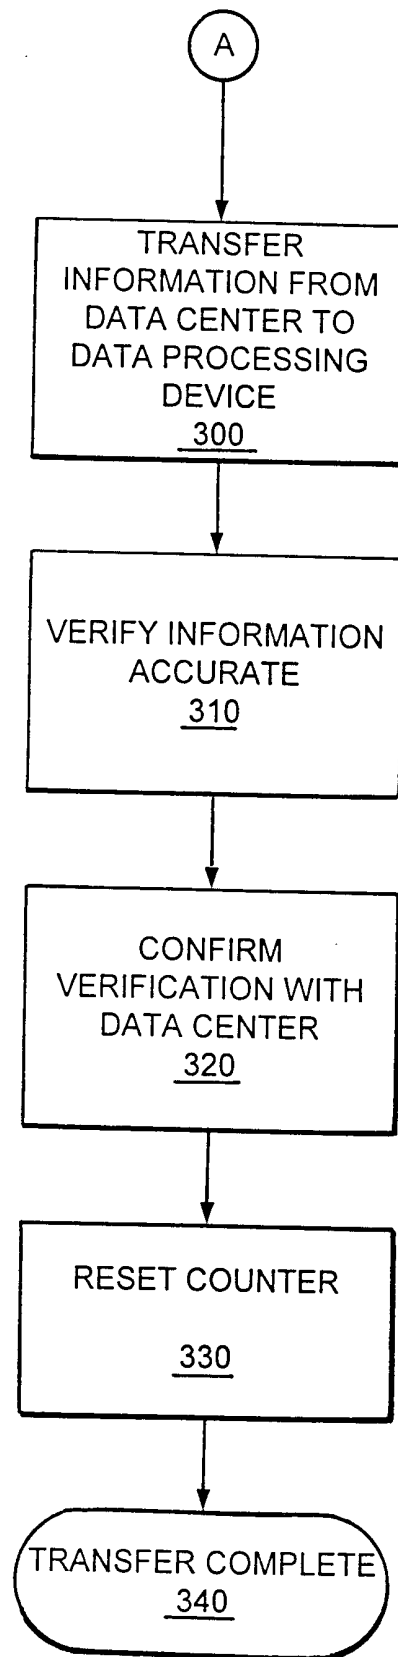 A
TRANSFER
INFORMATION FROM
DATA CENTER TO
DATA PROCESSING
DEVICE
300
VERIFY INFORMATION
ACCURATE
310
CONFIRM
VERIFICATION WITH
DATA CENTER
320
RESET COUNTER
330
TRANSFER COMPLETE
340